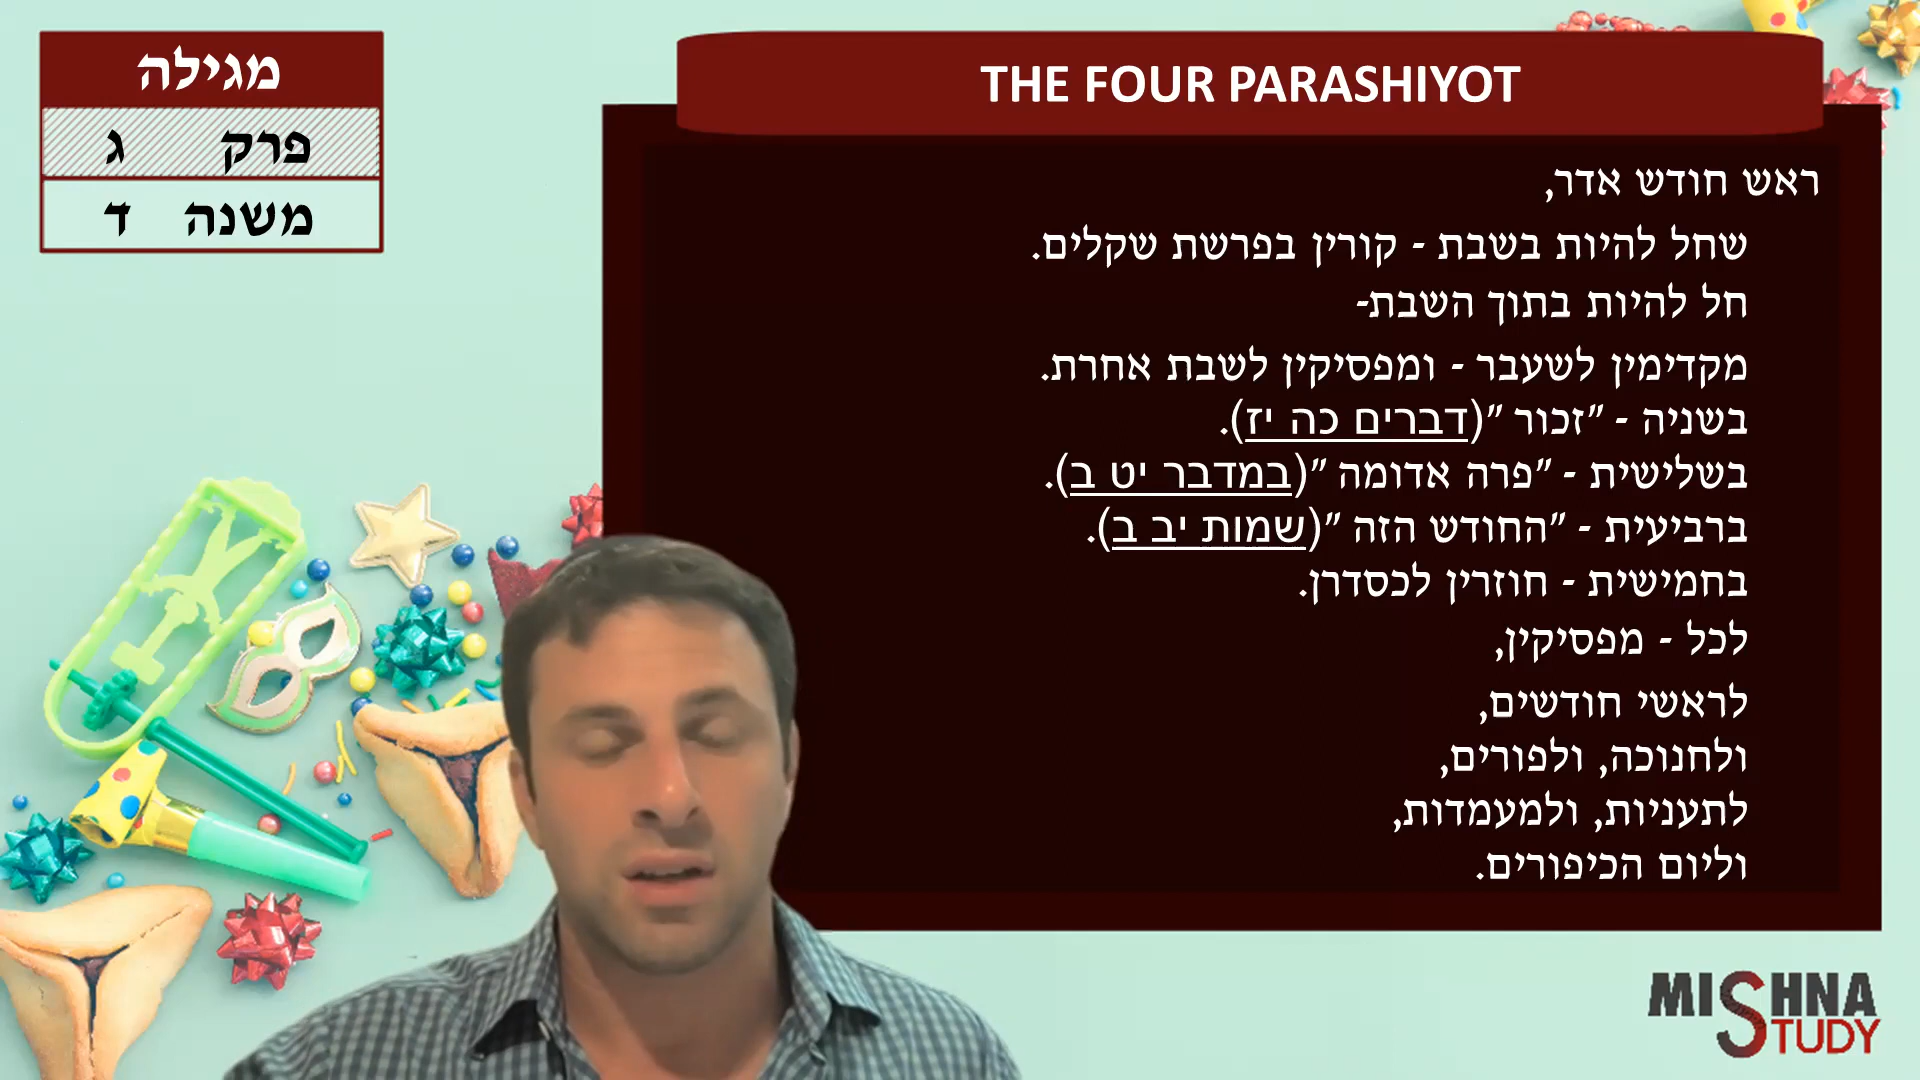 מגילה
פרק ג
משנה ד
THE FOUR PARASHIYOT
ראש חודש אדר,
שחל להיות בשבת - קורין בפרשת שקלים.
חל להיות בתוך השבת-
מקדימין לשעבר - ומפסיקין לשבת אחרת.
בשניה - "זכור "(דברים כה יז).
בשלישית - "פרה אדומה "(במדבר יט ב).
ברביעית - "החודש הזה "(שמות יב ב).
בחמישית - חוזרין לכסדרן.
לכל - מפסיקין,
לראשי חודשים,
ולחנוכה, ולפורים,
לתעניות, ולמעמדות,
וליום הכיפורים.
MISHNA
STUDY